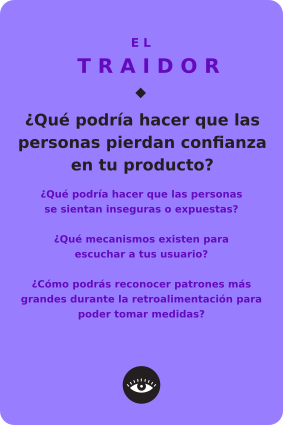 EL
TRAIDOR
¿Qué podría hacer que las
personas pierdan confianza
en tu producto?
¿Qué podría hacer que las personas
se sientan inseguras o expuestas?
¿Qué mecanismos existen para
escuchar a tus usuario?
¿Cómo podrás reconocer patrones más
grandes durante la retroalimentación para
poder tomar medidas?